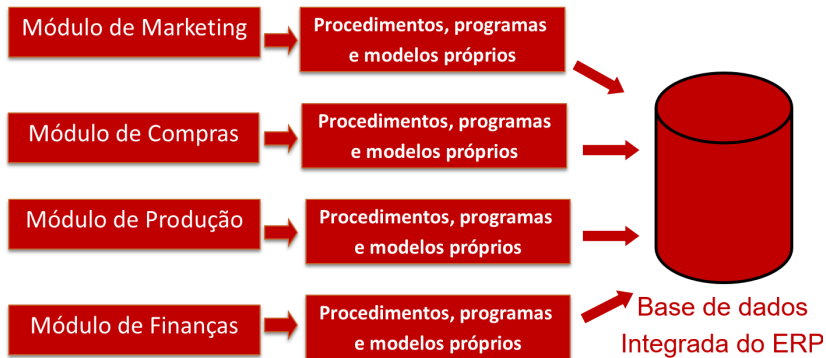 Módulo de Marketing
Procedimentos, programas
e modelos próprios
Módulo de Compras
Procedimentos, programas
e modelos próprios
Módulo de Produção
Procedimentos, programas
e modelos próprios
Módulo de Finanças
Procedimentos, programas
e modelos próprios
Base de dados
Integrada do ERP